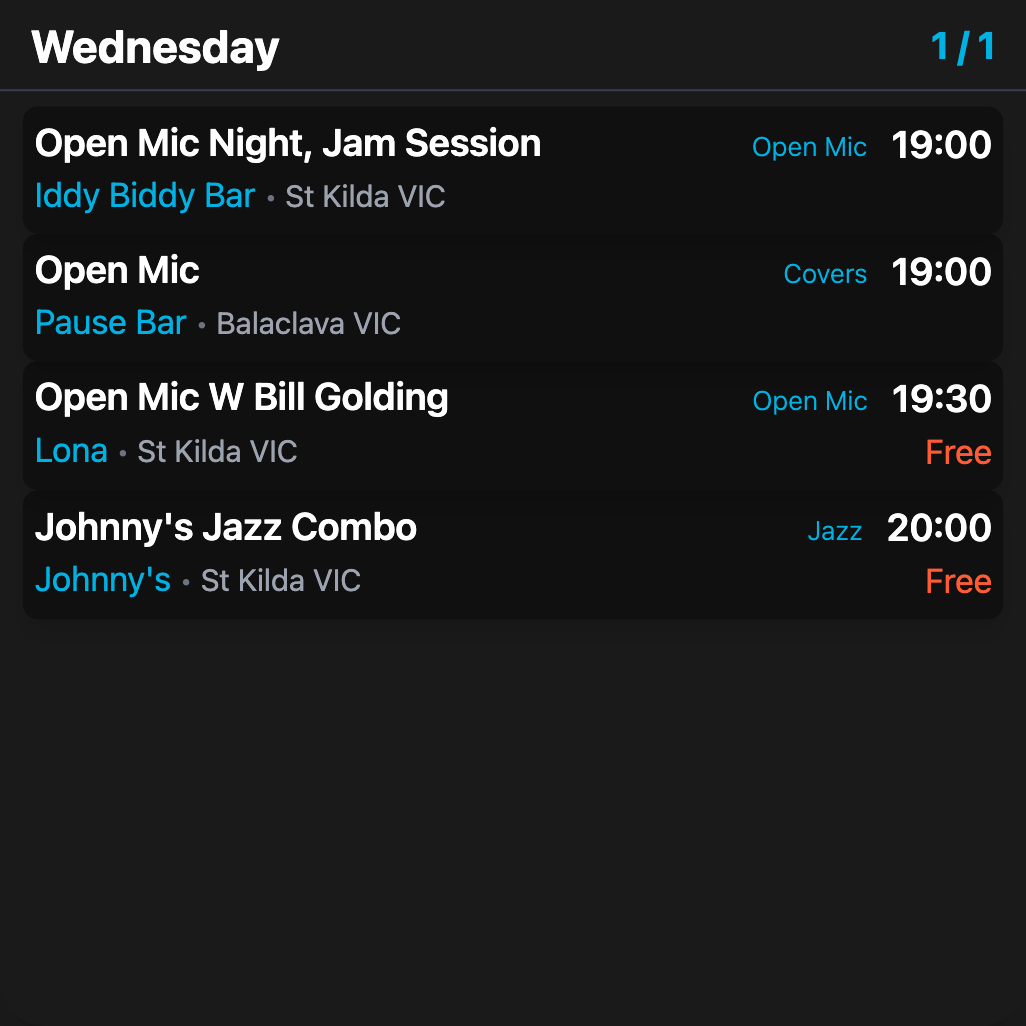 Wednesday 1 / 1
Open Mic Night, Jam Session Open Mic 19:00
Iddy Biddy Bar • St Kilda VIC
Open Mic Covers 19:00
Pause Bar • Balaclava VIC
Open Mic W Bill Golding Open Mic 19:30
Lona • St Kilda VIC Free
Johnny's Jazz Combo Jazz 20:00
Johnny's • St Kilda VIC Free